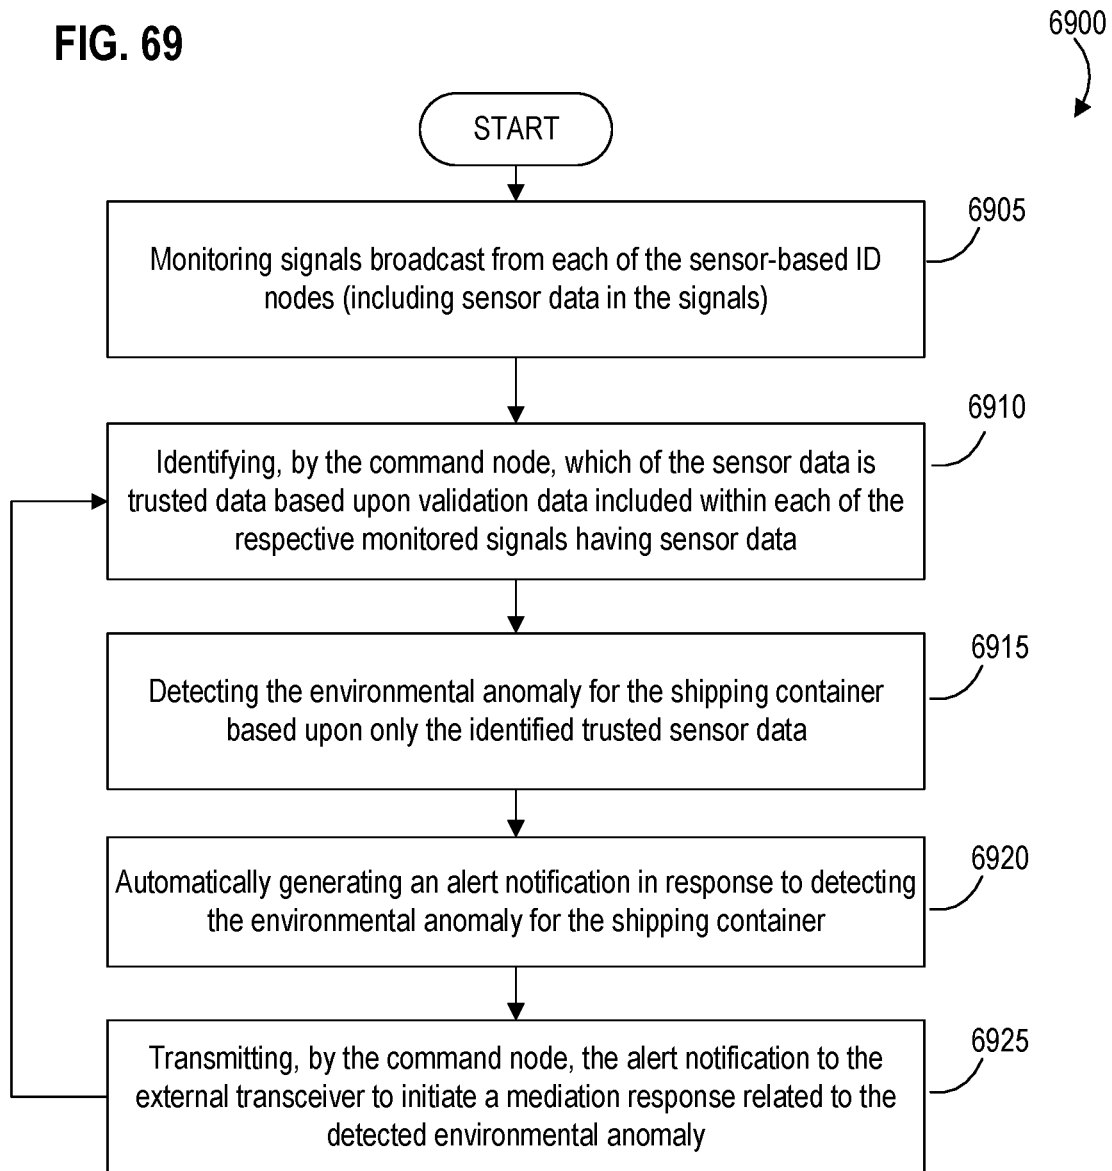 FIG. 69
6900
START
6905
Monitoring signals broadcast from each of the sensor-based ID
nodes (including sensor data in the signals)
6910
Identifying, by the command node, which of the sensor data is
trusted data based upon validation data included within each of the
respective monitored signals having sensor data
6915
Detecting the environmental anomaly for the shipping container
based upon only the identified trusted sensor data
6920
Automatically generating an alert notification in response to detecting
the environmental anomaly for the shipping container
6925
Transmitting, by the command node, the alert notification to the
external transceiver to initiate a mediation response related to the
detected environmental anomaly